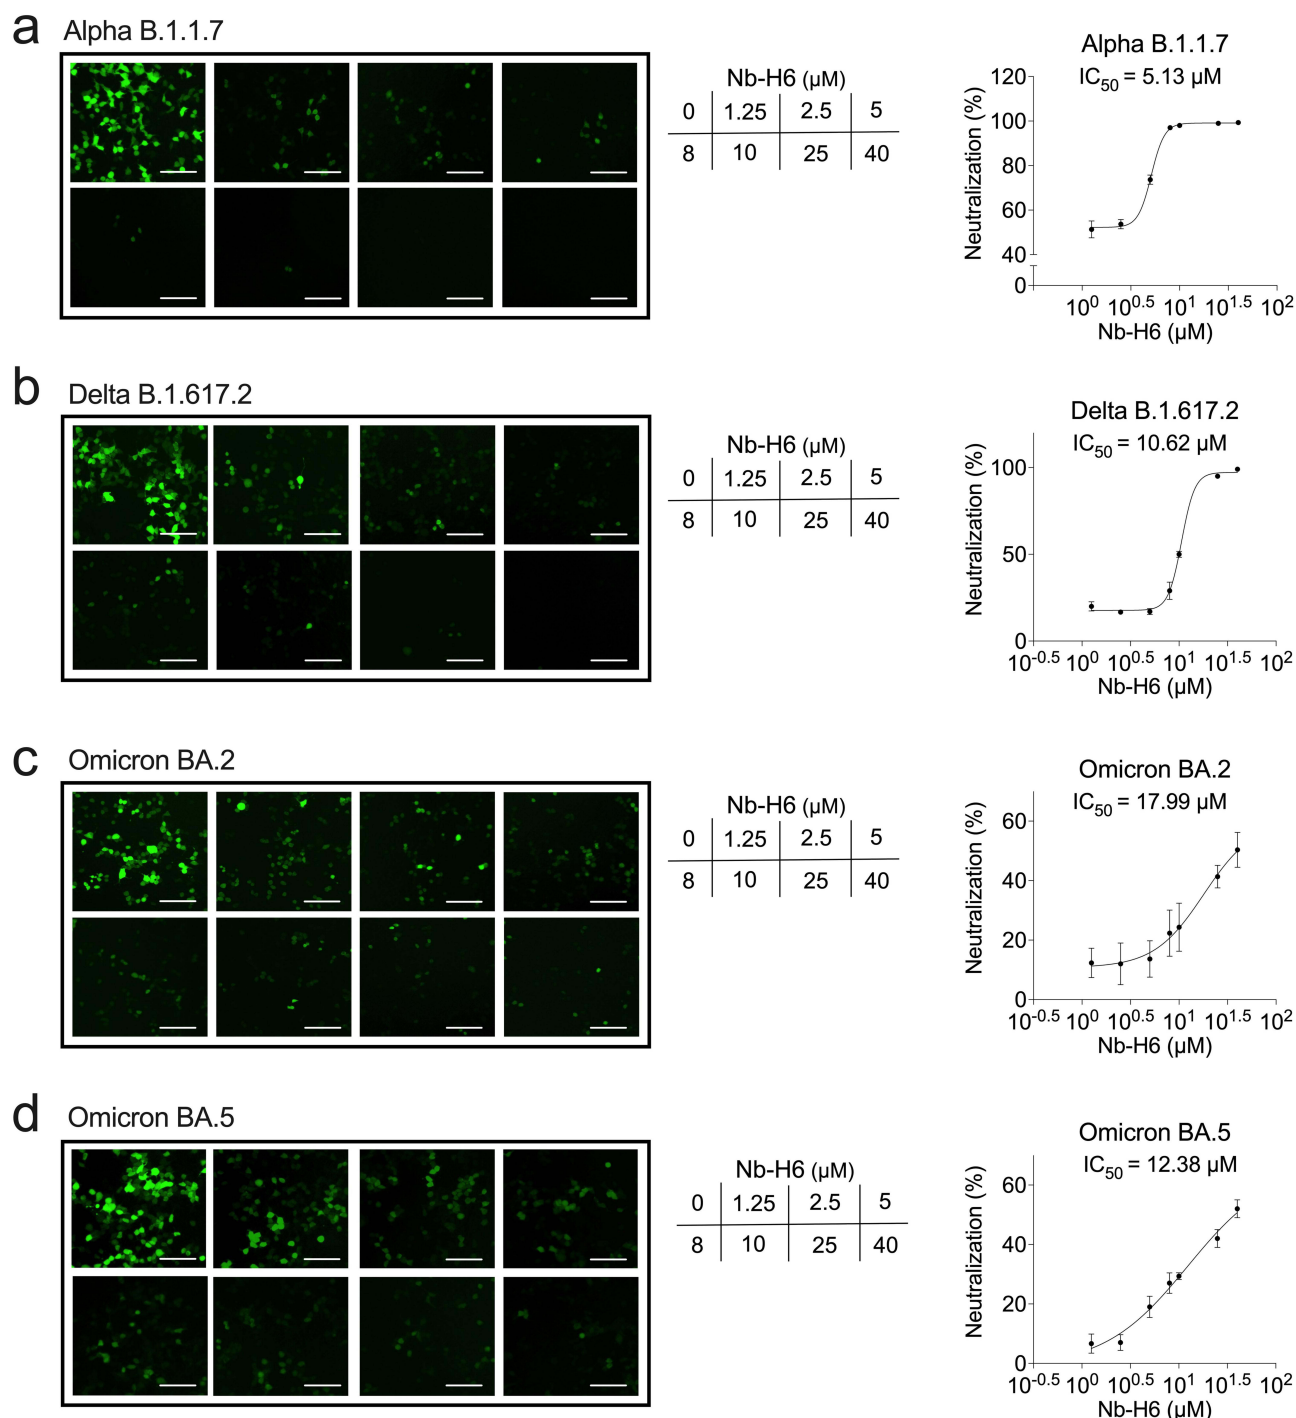 a Alpha B.1.1.7
Nb-H6 (µM)
0 1.25 2.5 5
8 10 25 40
Alpha B.1.1.7
IC50 = 5.13 µM
Neutralization (%)
120
100
80
60
40
0
10^0 10^0.5 10^1 10^1.5 10^2
Nb-H6 (µM)
b Delta B.1.617.2
Nb-H6 (µM)
0 1.25 2.5 5
8 10 25 40
Delta B.1.617.2
IC50 = 10.62 µM
Neutralization (%)
100
50
0
10^-0.5 10^0 10^0.5 10^1 10^1.5 10^2
Nb-H6 (µM)
c Omicron BA.2
Nb-H6 (µM)
0 1.25 2.5 5
8 10 25 40
Omicron BA.2
IC50 = 17.99 µM
Neutralization (%)
60
40
20
0
10^-0.5 10^0 10^0.5 10^1 10^1.5 10^2
Nb-H6 (µM)
d Omicron BA.5
Nb-H6 (µM)
0 1.25 2.5 5
8 10 25 40
Omicron BA.5
IC50 = 12.38 µM
Neutralization (%)
60
40
20
0
10^-0.5 10^0 10^0.5 10^1 10^1.5 10^2
Nb-H6 (µM)